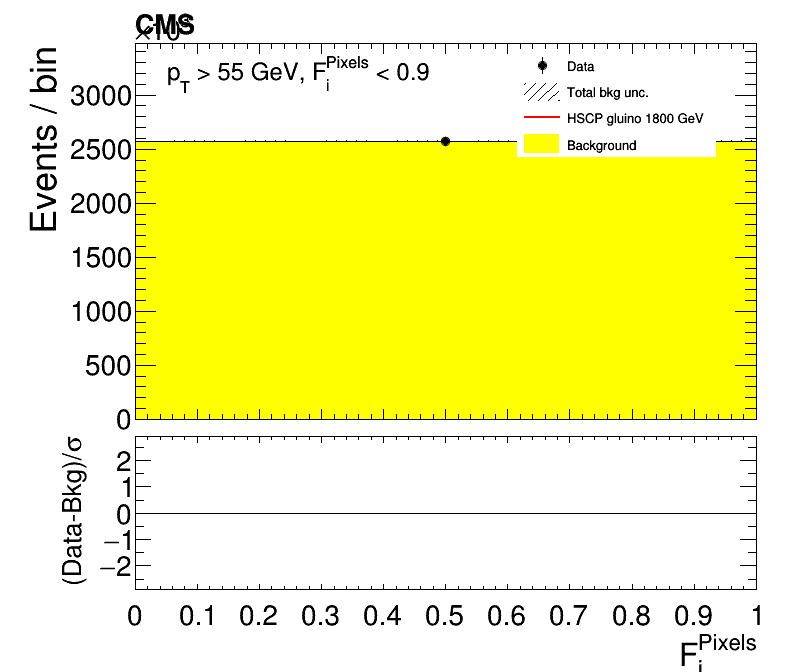 CMS
×10
p_T > 55 GeV, F_i^Pixels < 0.9
Data
Total bkg unc.
HSCP gluino 1800 GeV
Background
Events / bin
3000
2500
2000
1500
1000
500
0
(Data-Bkg)/σ
2
1
0
−1
−2
0 0.1 0.2 0.3 0.4 0.5 0.6 0.7 0.8 0.9 1
F_i^Pixels